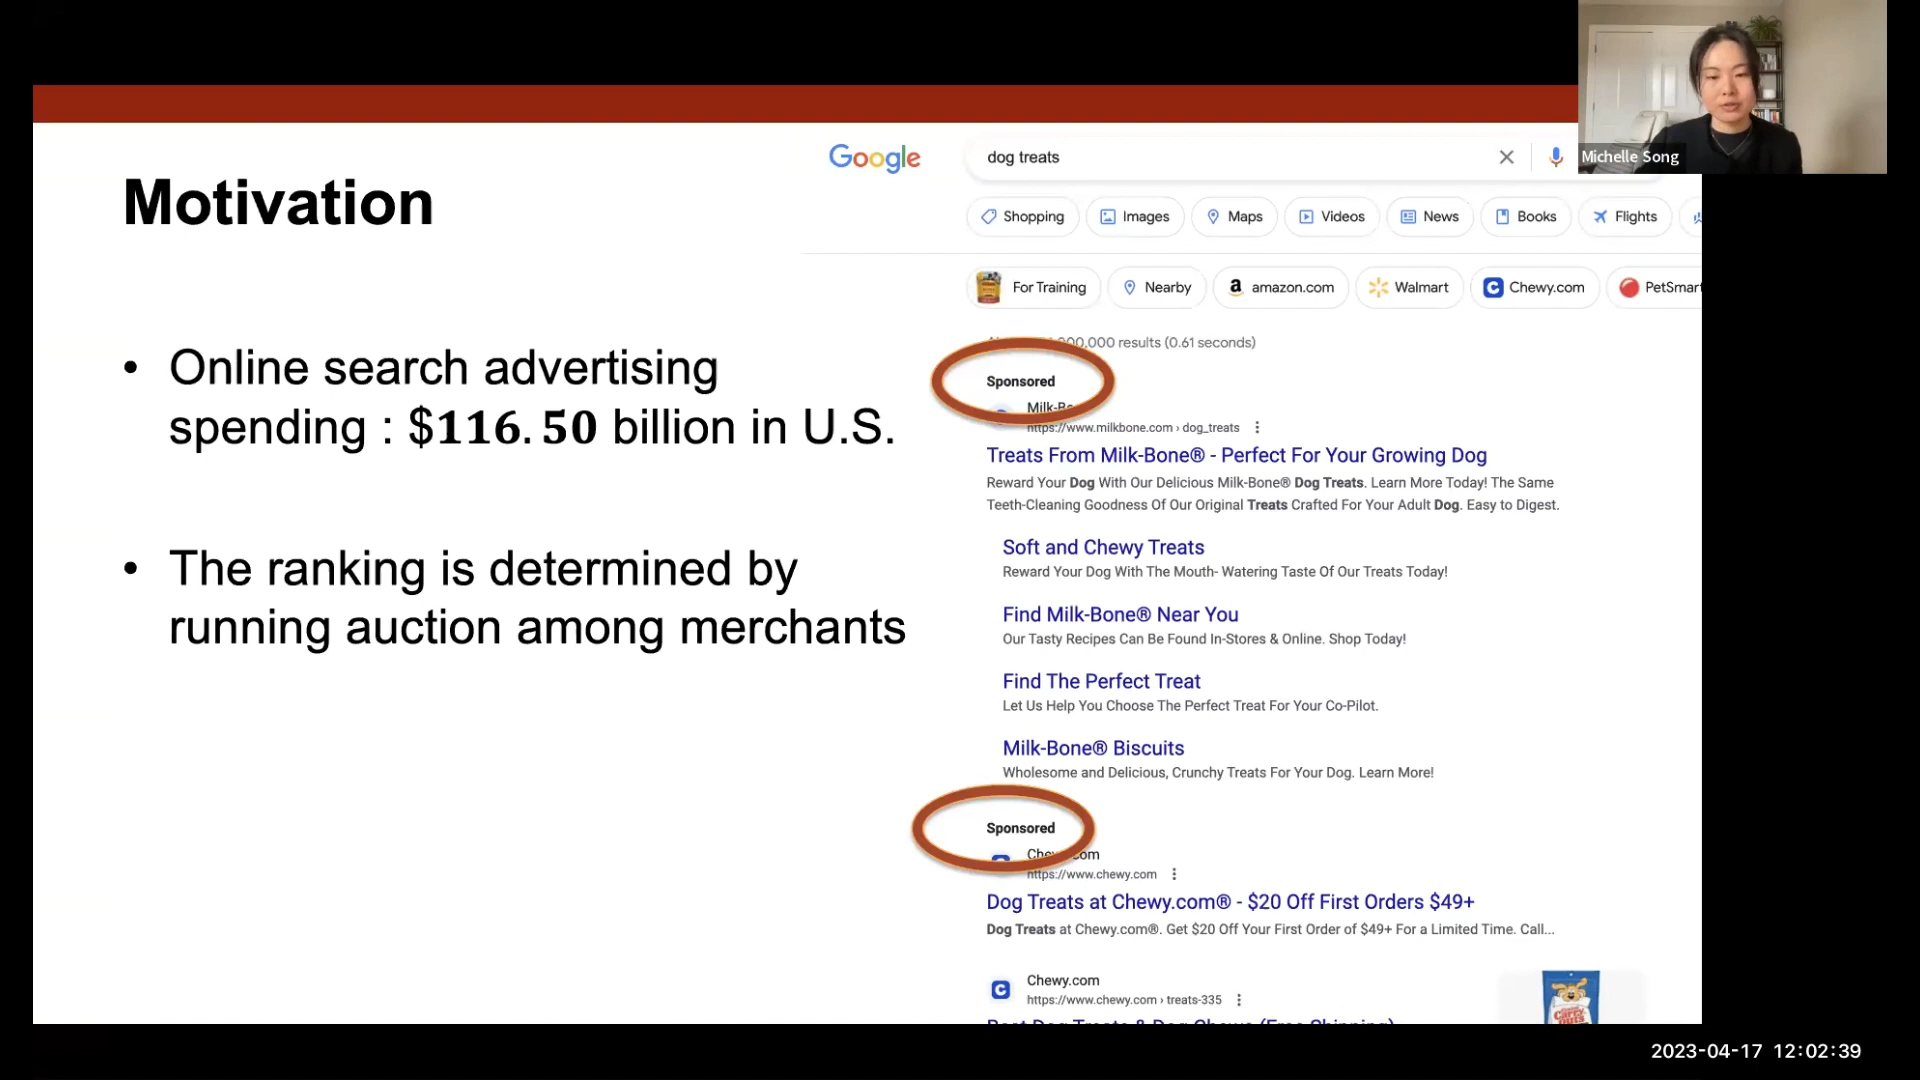 Google
dog treats
Michelle Song
Shopping
Images
Maps
Videos
News
Books
Flights
Motivation
For Training
Nearby
amazon.com
Walmart
Chewy.com
PetSmart
000,000 results (0.61 seconds)
• Online search advertising
spending : $116.50 billion in U.S.
• The ranking is determined by
running auction among merchants
Sponsored
https://www.milkbone.com › dog_treats
Treats From Milk-Bone® - Perfect For Your Growing Dog
Reward Your Dog With Our Delicious Milk-Bone® Dog Treats. Learn More Today! The Same
Teeth-Cleaning Goodness Of Our Original Treats Crafted For Your Adult Dog. Easy to Digest.
Soft and Chewy Treats
Reward Your Dog With The Mouth- Watering Taste Of Our Treats Today!
Find Milk-Bone® Near You
Our Tasty Recipes Can Be Found In-Stores & Online. Shop Today!
Find The Perfect Treat
Let Us Help You Choose The Perfect Treat For Your Co-Pilot.
Milk-Bone® Biscuits
Wholesome and Delicious, Crunchy Treats For Your Dog. Learn More!
Sponsored
Chewy.com
https://www.chewy.com
Dog Treats at Chewy.com® - $20 Off First Orders $49+
Dog Treats at Chewy.com®. Get $20 Off Your First Order of $49+ For a Limited Time. Call...
Chewy.com
https://www.chewy.com › treats-335
Best Dog Treats & Dog Chews (Free Shipping)
2023-04-17 12:02:39